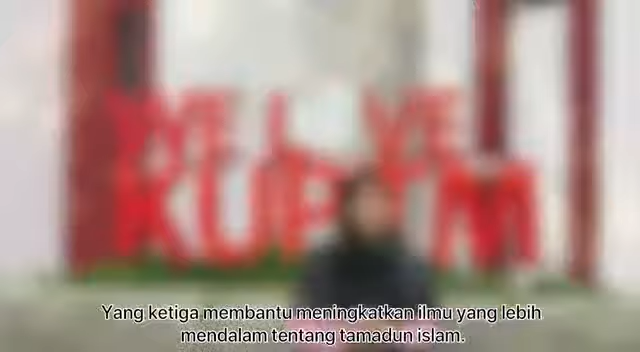 Yang ketiga membantu meningkatkan ilmu yang lebih
mendalam tentang tamadun islam.